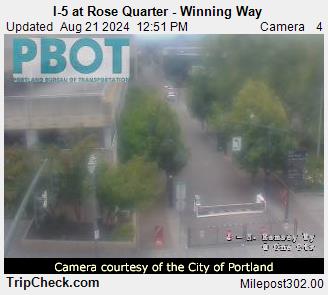 I-5 at Rose Quarter - Winning Way
Updated Aug 21 2024 12:51 PM Camera 4
PBOT
PORTLAND BUREAU OF TRANSPORTATION
Camera courtesy of the City of Portland
TripCheck.com Milepost302.00